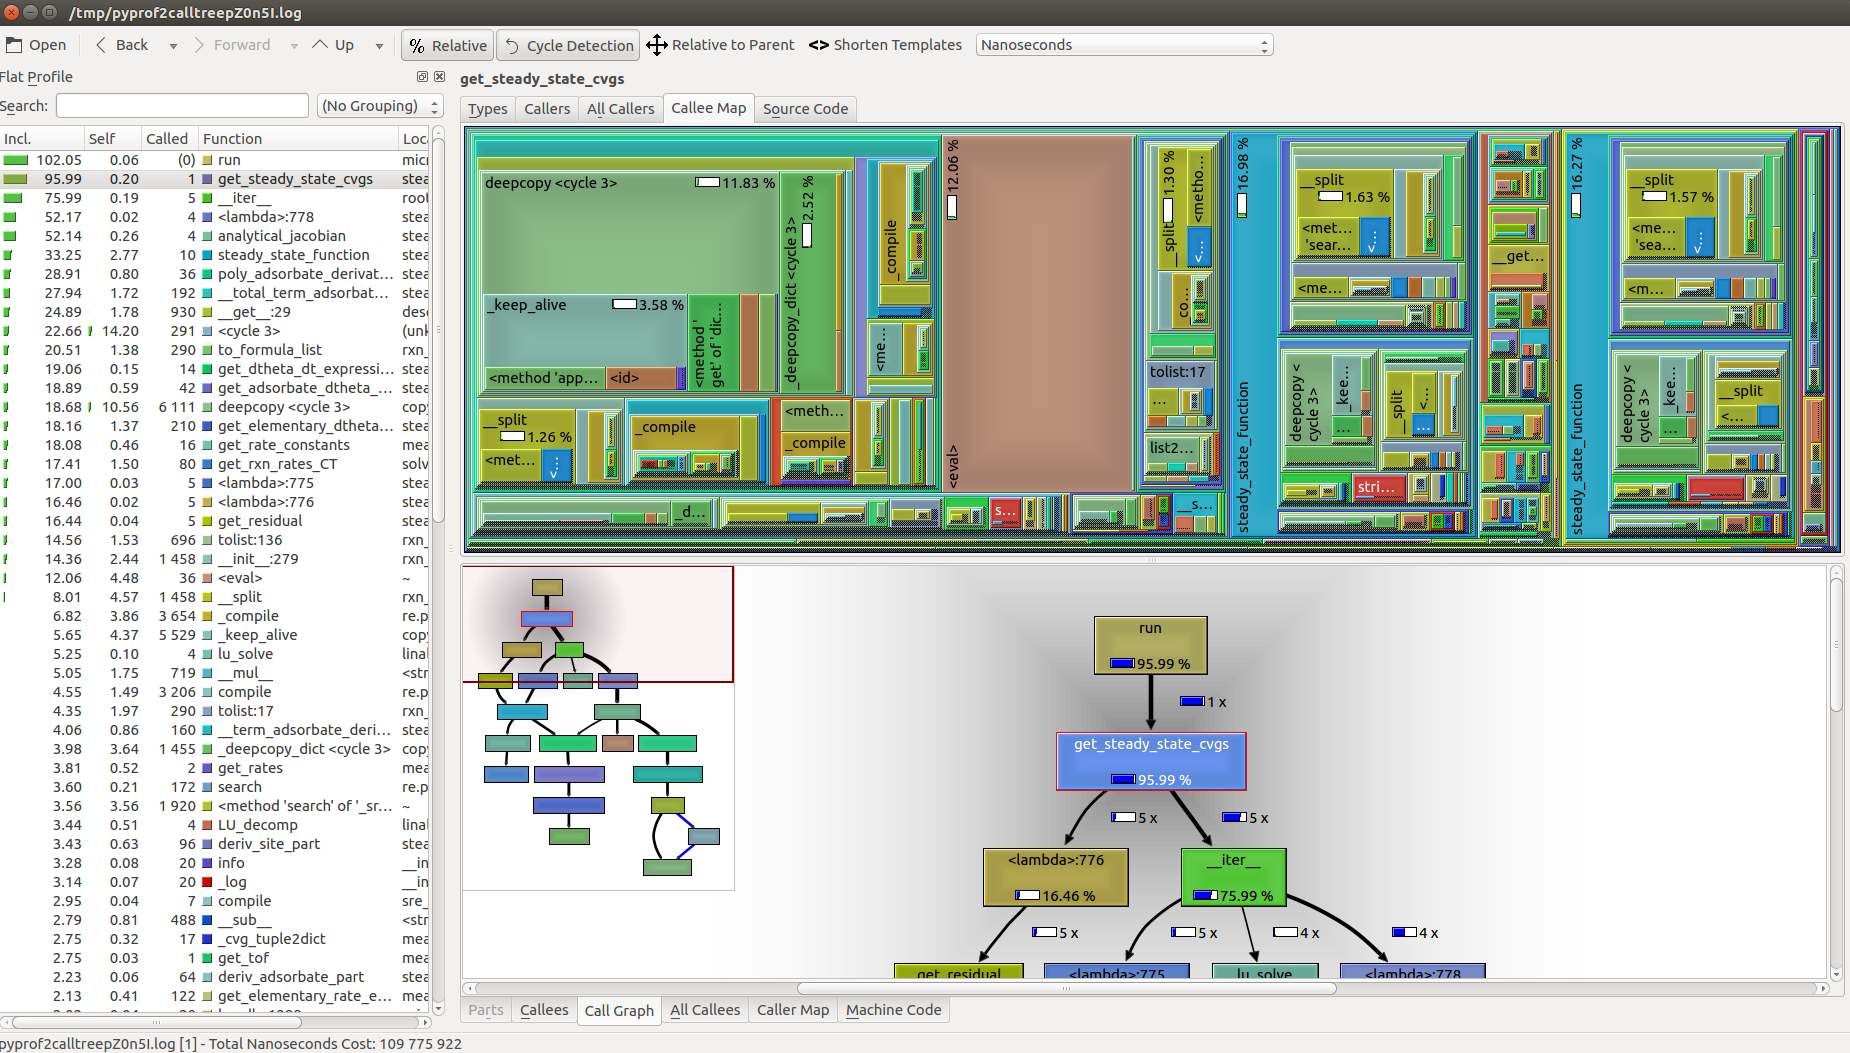 /tmp/pyprof2calltreepZ0n5I.log
Open Back Forward Up % Relative Cycle Detection Relative to Parent <> Shorten Templates Nanoseconds
Flat Profile
Search: (No Grouping)
Incl. Self Called Function Loc
102.05 0.06 (0) run micr
95.99 0.20 1 get_steady_state_cvgs stea
75.99 0.19 5 __iter__ root
52.17 0.02 4 <lambda>:778 stea
52.14 0.26 4 analytical_jacobian stea
33.25 2.77 10 steady_state_function stea
28.91 0.80 36 poly_adsorbate_derivat... stea
27.94 1.72 192 __total_term_adsorbat... stea
24.89 1.78 930 __get__:29 desc
22.66 14.20 291 <cycle 3> (unk
20.51 1.38 290 to_formula_list rxn_
19.06 0.15 14 get_dtheta_dt_expressi... stea
18.89 0.59 42 get_adsorbate_dtheta_... stea
18.68 10.56 6 111 deepcopy <cycle 3> copy
18.16 1.37 210 get_elementary_dtheta... stea
18.08 0.46 16 get_rate_constants mea
17.41 1.50 80 get_rxn_rates_CT solv
17.00 0.03 5 <lambda>:775 stea
16.46 0.02 5 <lambda>:776 stea
16.44 0.04 5 get_residual stea
14.56 1.53 696 tolist:136 rxn_
14.36 2.44 1 458 __init__:279 rxn_
12.06 4.48 36 <eval> ~
8.01 4.57 1 458 __split rxn_
6.82 3.86 3 654 _compile re.p
5.65 4.37 5 529 _keep_alive copy
5.25 0.10 4 lu_solve linal
5.05 1.75 719 __mul__ <str
4.55 1.49 3 206 compile re.p
4.35 1.97 290 tolist:17 rxn_
4.06 0.86 160 __term_adsorbate_deri... stea
3.98 3.64 1 455 _deepcopy_dict <cycle 3> copy
3.81 0.52 2 get_rates mea
3.60 0.21 172 search re.p
3.56 3.56 1 920 <method 'search' of '_sr... ~
3.44 0.51 4 LU_decomp linal
3.43 0.63 96 deriv_site_part stea
3.28 0.08 20 info __in
3.14 0.07 20 _log __in
2.95 0.04 7 compile sre_
2.79 0.81 488 __sub__ <str
2.75 0.32 17 _cvg_tuple2dict mea
2.75 0.03 1 get_tof mea
2.23 0.06 64 deriv_adsorbate_part stea
2.13 0.41 122 get_elementary_rate_e... mea
get_steady_state_cvgs
Types Callers All Callers Callee Map Source Code
deepcopy <cycle 3> 11.83 %
_keep_alive 3.58 %
<method 'app... <id>
<method '
get' of 'dic...
_deepcopy_dict <cycle 3> 2.52 %
_compile
<me...
__split
1.26 %
<met...
_compile
<meth...
_compile
_d...
<eval> 12.06 %
s...
_split 1.30 %
<metho...
co...
tolist:17
...
list2...
__s...
steady_state_function 16.98 %
__split
1.63 %
<met...
'sear...
<me...
deepcopy <
cycle 3>
_kee...
...
_split
<...
stri...
__get...
steady_state_function 16.27 %
__split
1.57 %
<me...
'sea...
<m...
deepcopy <
cycle 3>
_k...
...
__split
<...
run
95.99 %
1 x
get_steady_state_cvgs
95.99 %
5 x 5 x
<lambda>:776 __iter__
16.46 % 75.99 %
5 x 5 x 4 x 4 x
get_residual <lambda>:775 lu_solve <lambda>:778
Parts Callees Call Graph All Callees Caller Map Machine Code
pyprof2calltreepZ0n5I.log [1] - Total Nanoseconds Cost: 109 775 922